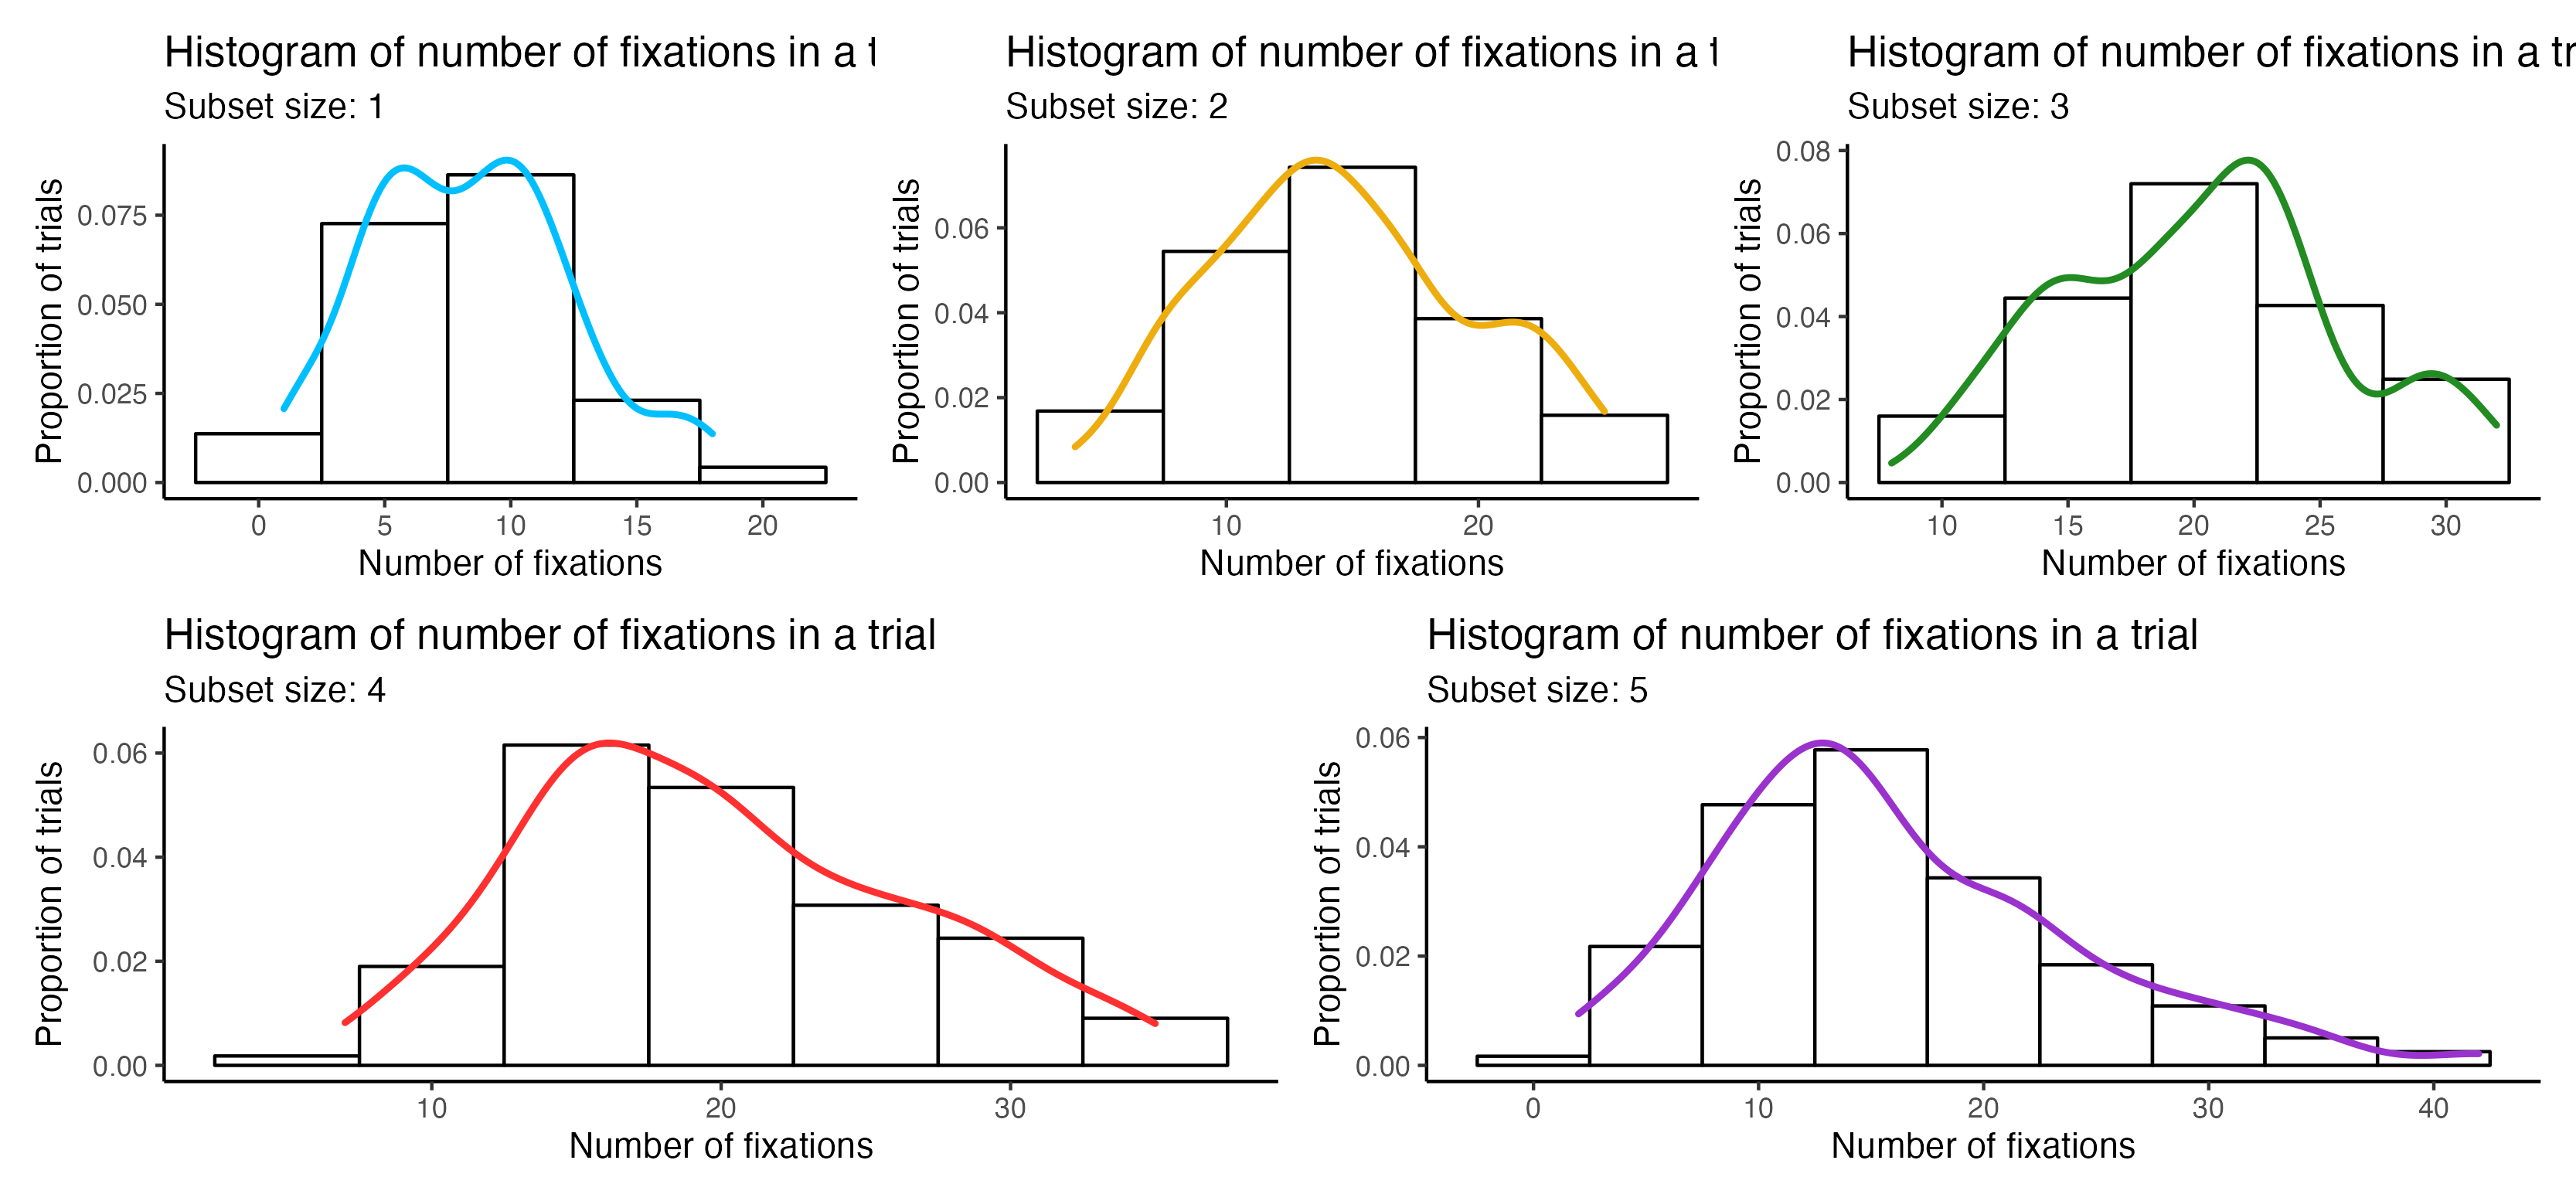 Histogram of number of fixations in a t
Subset size: 1
Proportion of trials
0.075
0.050
0.025
0.000
0 5 10 15 20
Number of fixations
Histogram of number of fixations in a t
Subset size: 2
Proportion of trials
0.06
0.04
0.02
0.00
10 20
Number of fixations
Histogram of number of fixations in a tr
Subset size: 3
Proportion of trials
0.08
0.06
0.04
0.02
0.00
10 15 20 25 30
Number of fixations
Histogram of number of fixations in a trial
Subset size: 4
Proportion of trials
0.06
0.04
0.02
0.00
10 20 30
Number of fixations
Histogram of number of fixations in a trial
Subset size: 5
Proportion of trials
0.06
0.04
0.02
0.00
0 10 20 30 40
Number of fixations